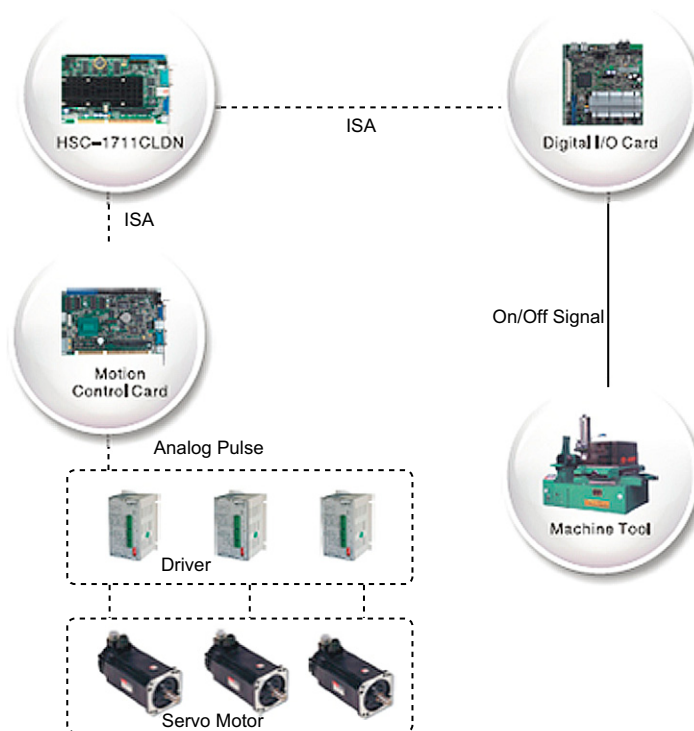 HSC-1711CLDN
ISA
Digital I/O Card
ISA
Motion
Control Card
On/Off Signal
Analog Pulse
Driver
Machine Tool
Servo Motor